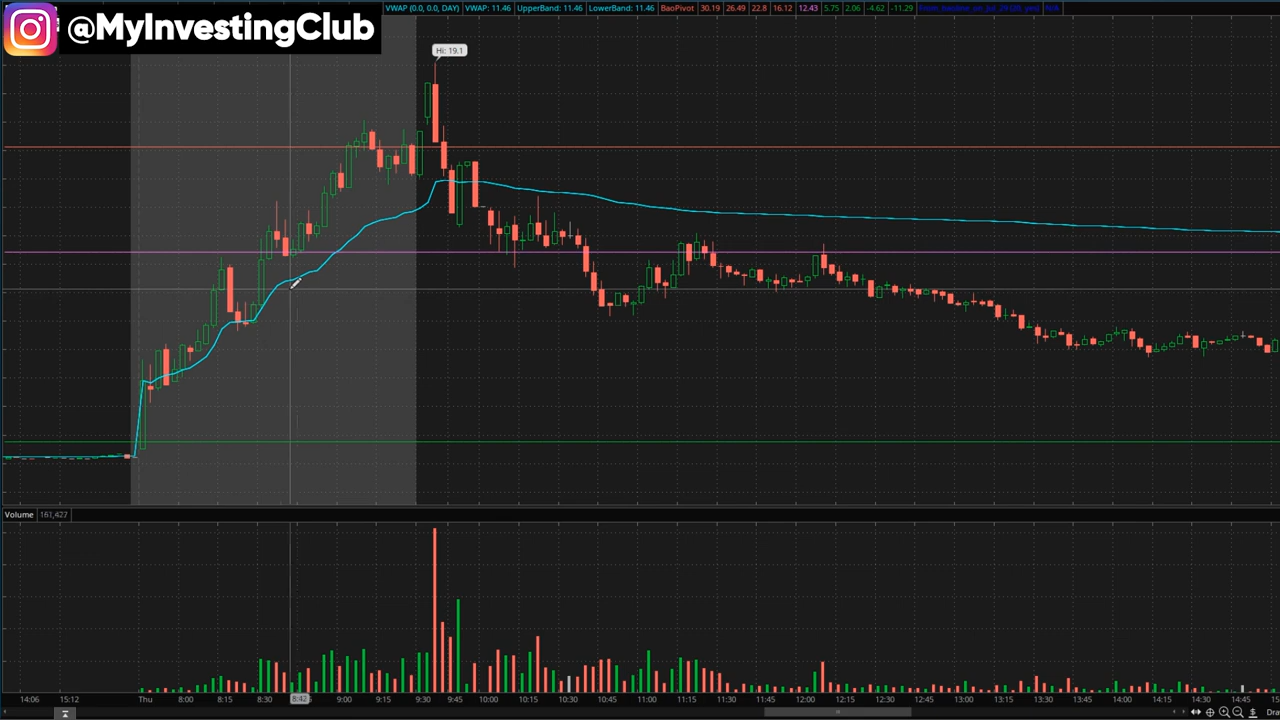 @MyInvestingClub
VWAP (0.0, 0.0, DAY) VWAP: 11.46 UpperBand: 11.46 LowerBand: 11.46 BaoPivot 30.19 26.49 22.8 16.12 12.43 5.75 2.06 -4.62 -11.29
Hi: 19.1
Volume 161,427
14:06 15:12 Thu 8:00 8:15 8:30 8:42 9:00 9:15 9:30 9:45 10:00 10:15 10:30 10:45 11:00 11:15 11:30 11:45 12:00 12:15 12:30 12:45 13:00 13:15 13:30 13:45 14:00 14:15 14:30 14:45
$ Dra